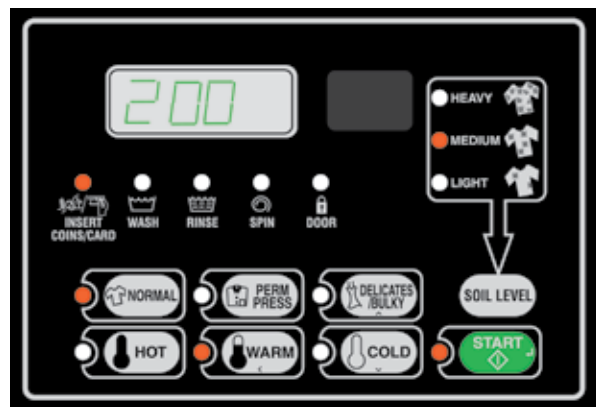 200
HEAVY
MEDIUM
LIGHT
INSERT
COINS/CARD
WASH
RINSE
SPIN
DOOR
SOIL LEVEL
NORMAL
PERM
PRESS
DELICATES
/BULKY
HOT
WARM
COLD
START